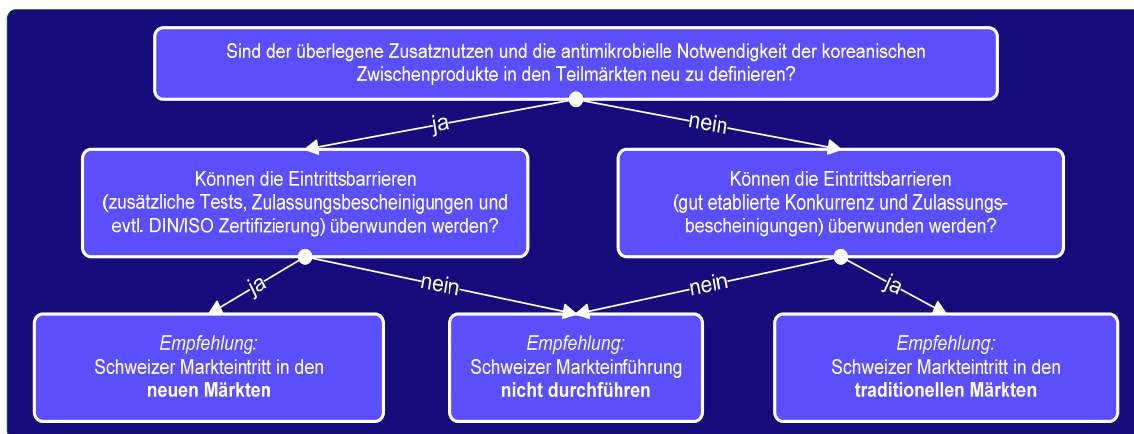 Sind der überlegene Zusatznutzen und die antimikrobielle Notwendigkeit der koreanischen
Zwischenprodukte in den Teilmärkten neu zu definieren?
ja
nein
Können die Eintrittsbarrieren
(zusätzliche Tests, Zulassungsbescheinigungen und
evtl. DIN/ISO Zertifizierung) überwunden werden?
Können die Eintrittsbarrieren
(gut etablierte Konkurrenz und Zulassungs-
bescheinigungen) überwunden werden?
ja
nein
nein
ja
Empfehlung:
Schweizer Markteintritt in den
neuen Märkten
Empfehlung:
Schweizer Markteinführung
nicht durchführen
Empfehlung:
Schweizer Markteintritt in den
traditionellen Märkten